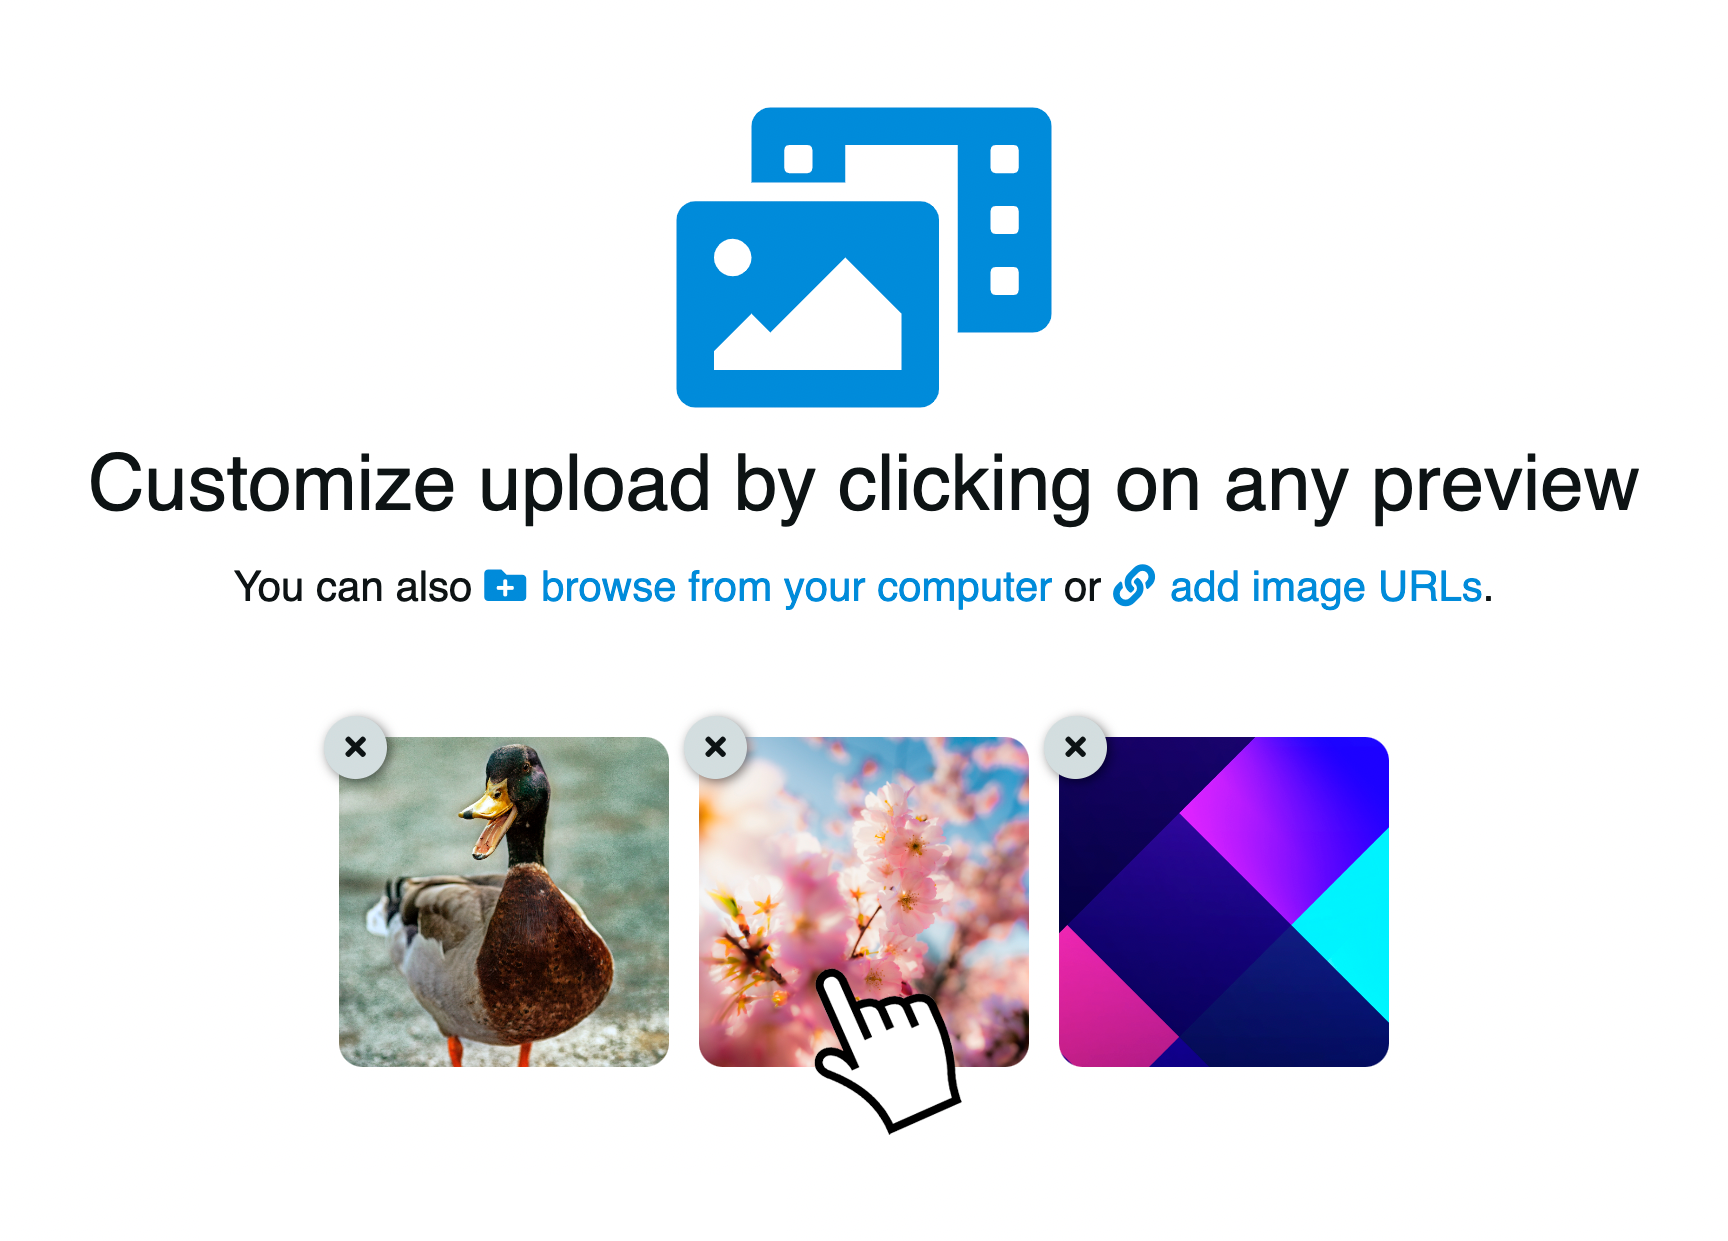 Customize upload by clicking on any preview
You can also browse from your computer or add image URLs.